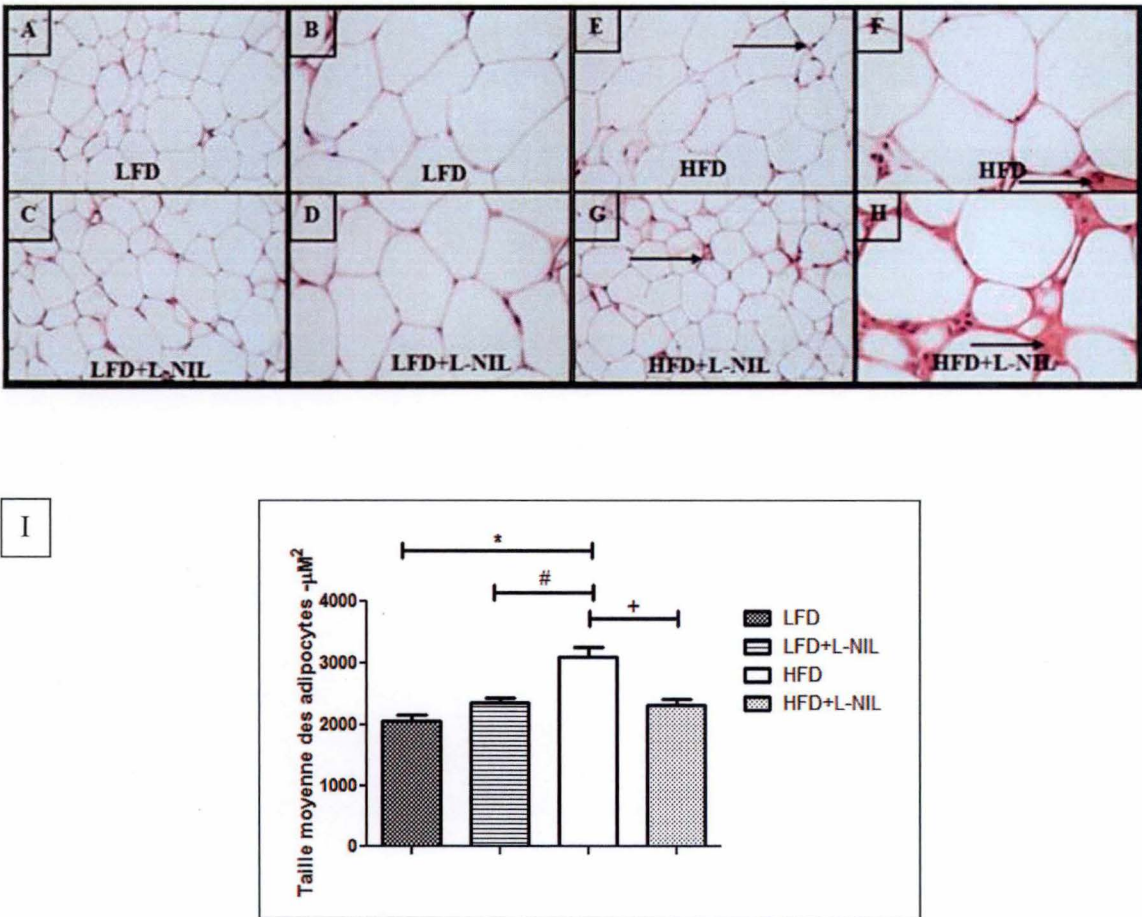 A
B
E
F
LFD
LFD
HFD
HFD
C
D
G
H
LFD+L-NIL
LFD+L-NIL
HFD+L-NIL
HFD+L-NIL
I
Taille moyenne des adipocytes -µM²
*
#
+
4000
3000
2000
1000
0
LFD
LFD+L-NIL
HFD
HFD+L-NIL